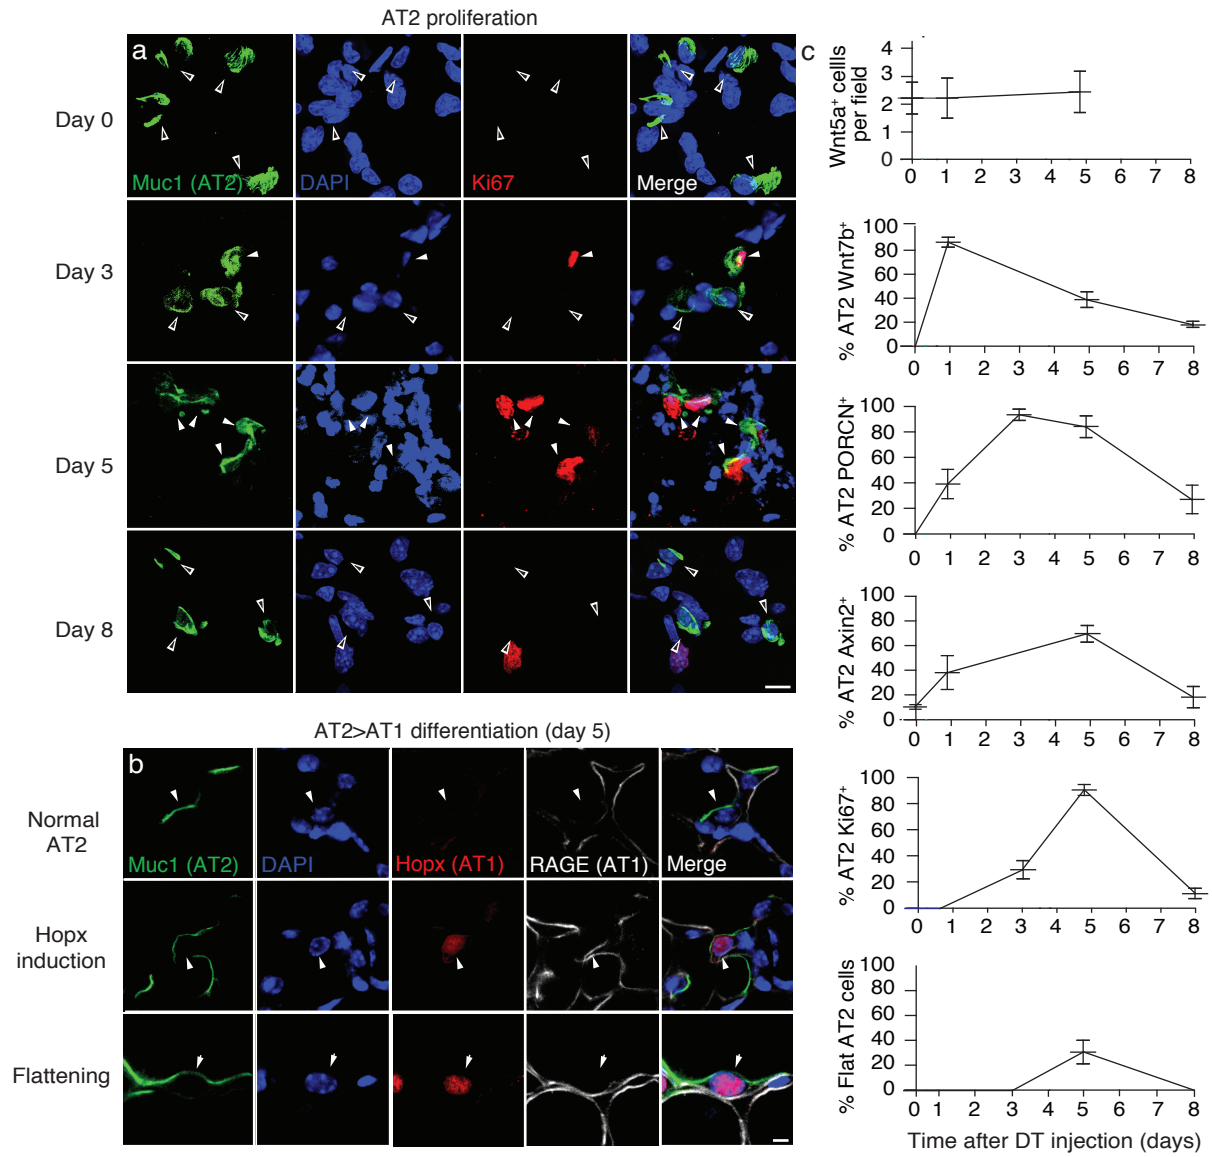 AT2 proliferation
a
Day 0
Muc1 (AT2)
DAPI
Ki67
Merge
Day 3
Day 5
Day 8
AT2>AT1 differentiation (day 5)
b
Normal
AT2
Muc1 (AT2)
DAPI
Hopx (AT1)
RAGE (AT1)
Merge
Hopx
induction
Flattening
c
Wnt5a⁺ cellls
per field
4
3
2
1
0
0 1 2 3 4 5 6 7 8
% AT2 Wnt7b⁺
100
80
60
40
20
0
0 1 2 3 4 5 6 7 8
% AT2 PORCN⁺
100
80
60
40
20
0
0 1 2 3 4 5 6 7 8
% AT2 Axin2⁺
100
80
60
40
20
0
0 1 2 3 4 5 6 7 8
% AT2 Ki67⁺
100
80
60
40
20
0
0 1 2 3 4 5 6 7 8
% Flat AT2 cells
100
80
60
40
20
0
0 1 2 3 4 5 6 7 8
Time after DT injection (days)